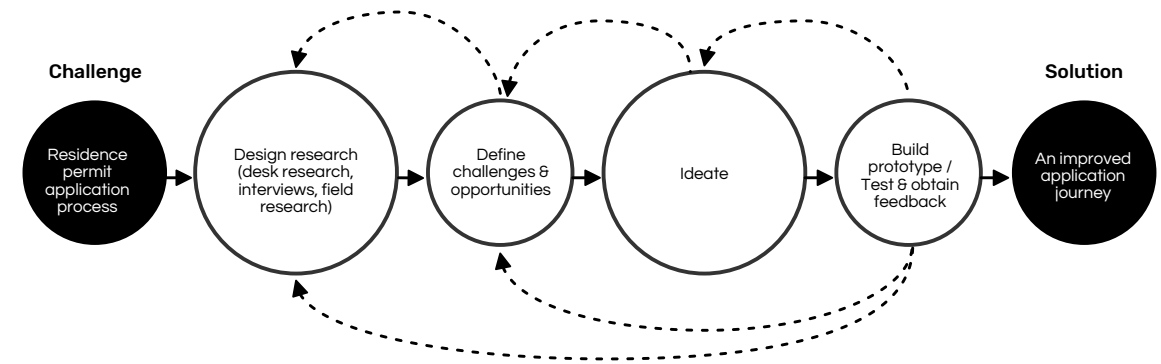 Challenge
Residence
permit
application
process
Design research
(desk research,
interviews, field
research)
Define
challenges &
opportunities
Ideate
Build
prototype /
Test & obtain
feedback
Solution
An improved
application
journey